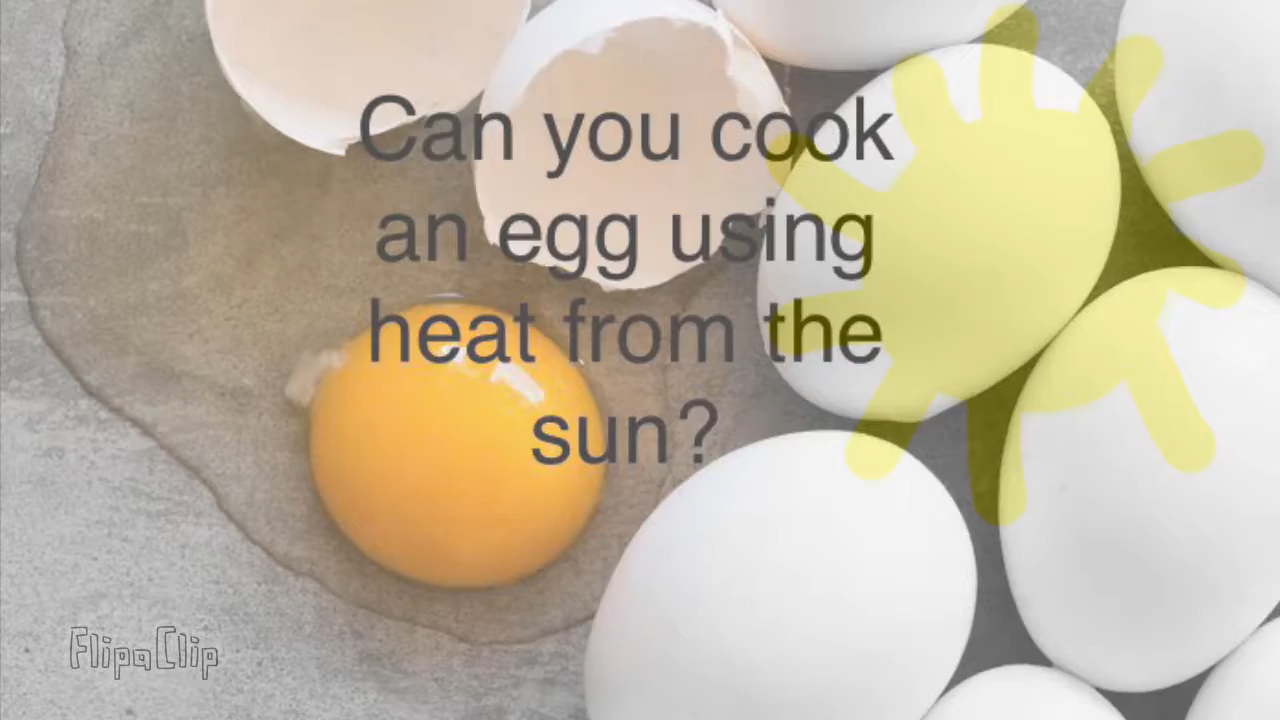 Can you cook
an egg using
heat from the
sun?
FlipaClip